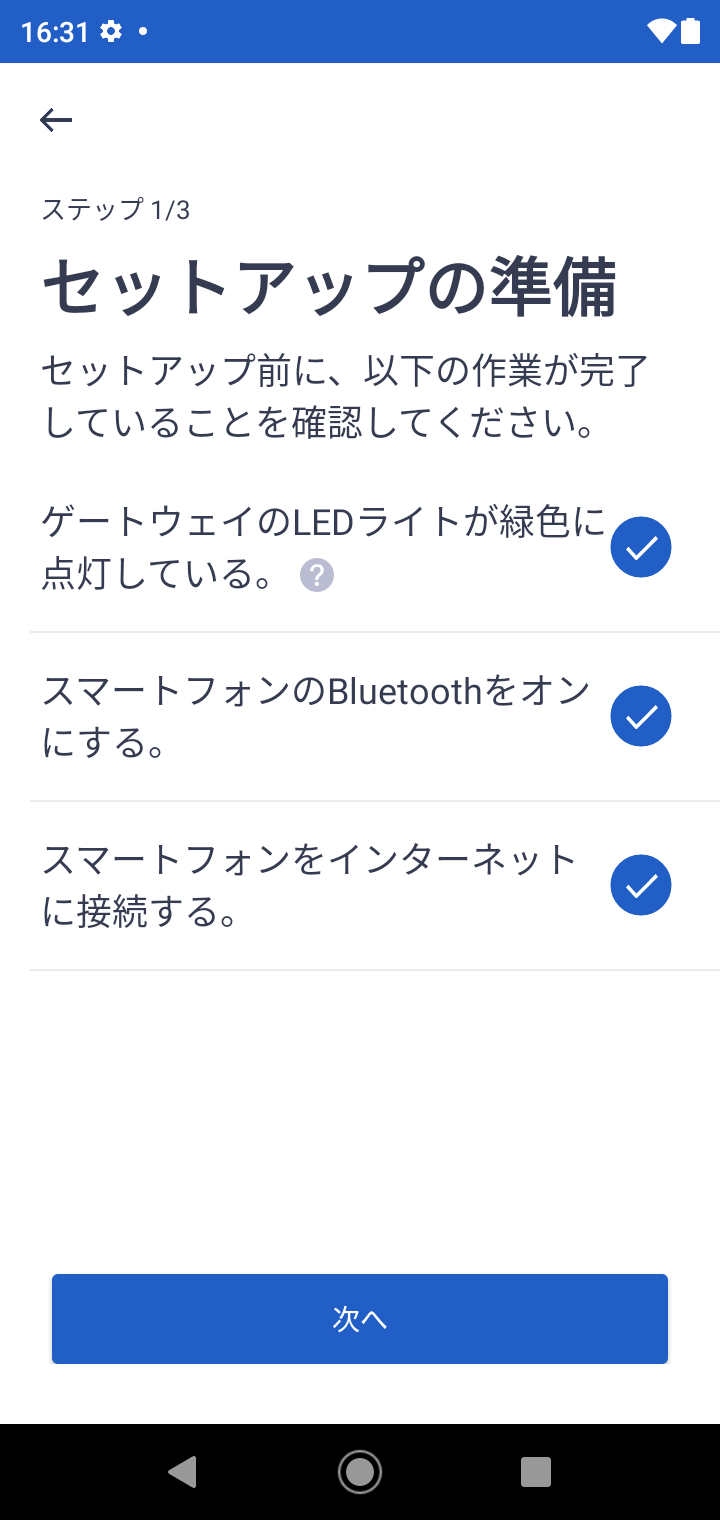 16:31
ステップ 1/3
セットアップの準備
セットアップ前に、以下の作業が完了
していることを確認してください。
ゲートウェイのLEDライトが緑色に
点灯している。 ?
スマートフォンのBluetoothをオン
にする。
スマートフォンをインターネット
に接続する。
次へ